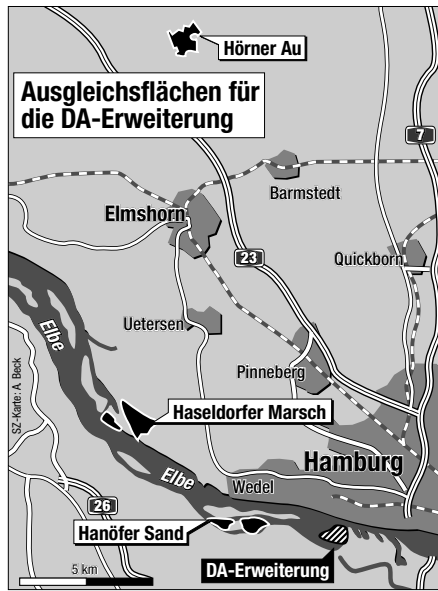 Hörner Au
Ausgleichsflächen für
die DA-Erweiterung
7
Barmstedt
Elmshorn
23
Quickborn
Elbe
Uetersen
Pinneberg
SZ-Karte: A. Beck
Haseldorfer Marsch
Hamburg
Elbe
Wedel
26
Hanöfer Sand
DA-Erweiterung
5 km